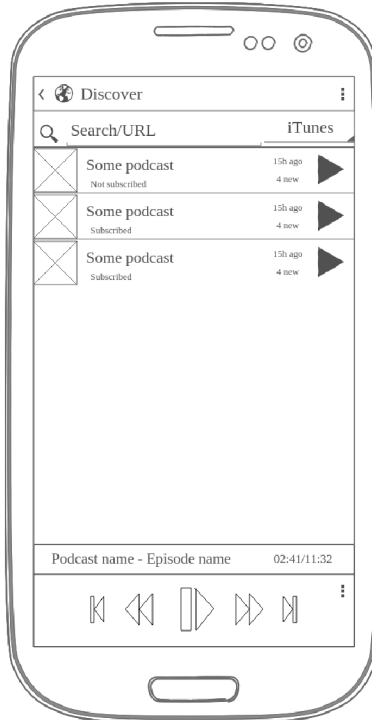 Discover
Search/URL iTunes
Some podcast 15h ago
Not subscribed 4 new
Some podcast 15h ago
Subscribed 4 new
Some podcast 15h ago
Subscribed 4 new
Podcast name - Episode name 02:41/11:32